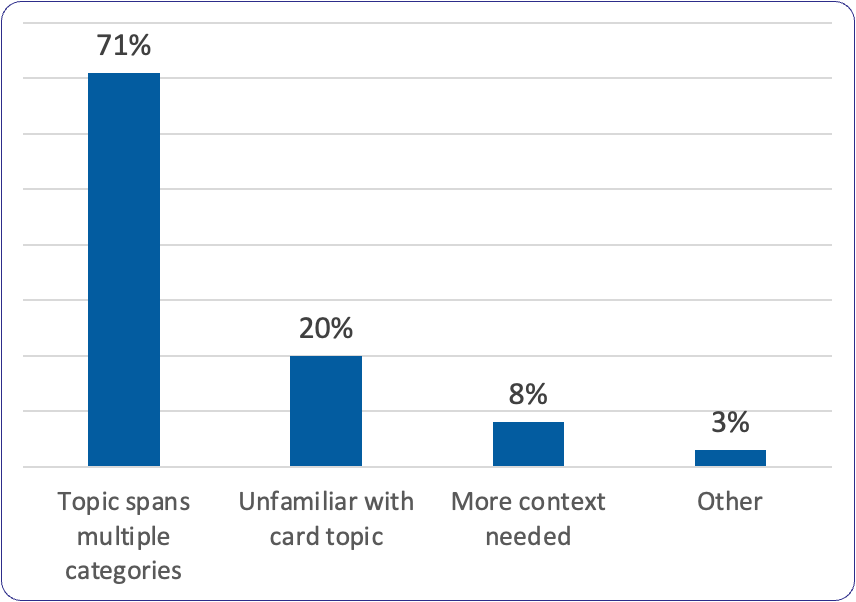 71%
20%
8%
3%
Topic spans
multiple
categories
Unfamiliar with
card topic
More context
needed
Other